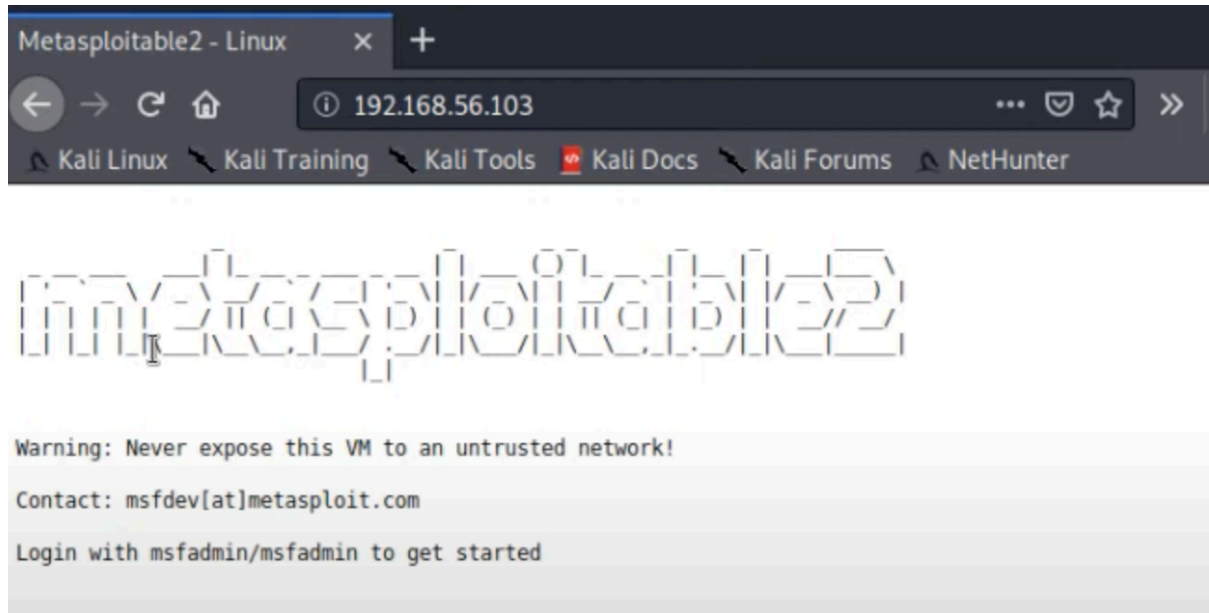 Metasploitable2 - Linux
192.168.56.103
Kali Linux Kali Training Kali Tools Kali Docs Kali Forums NetHunter
metasploitable2
Warning: Never expose this VM to an untrusted network!
Contact: msfdev[at]metasploit.com
Login with msfadmin/msfadmin to get started